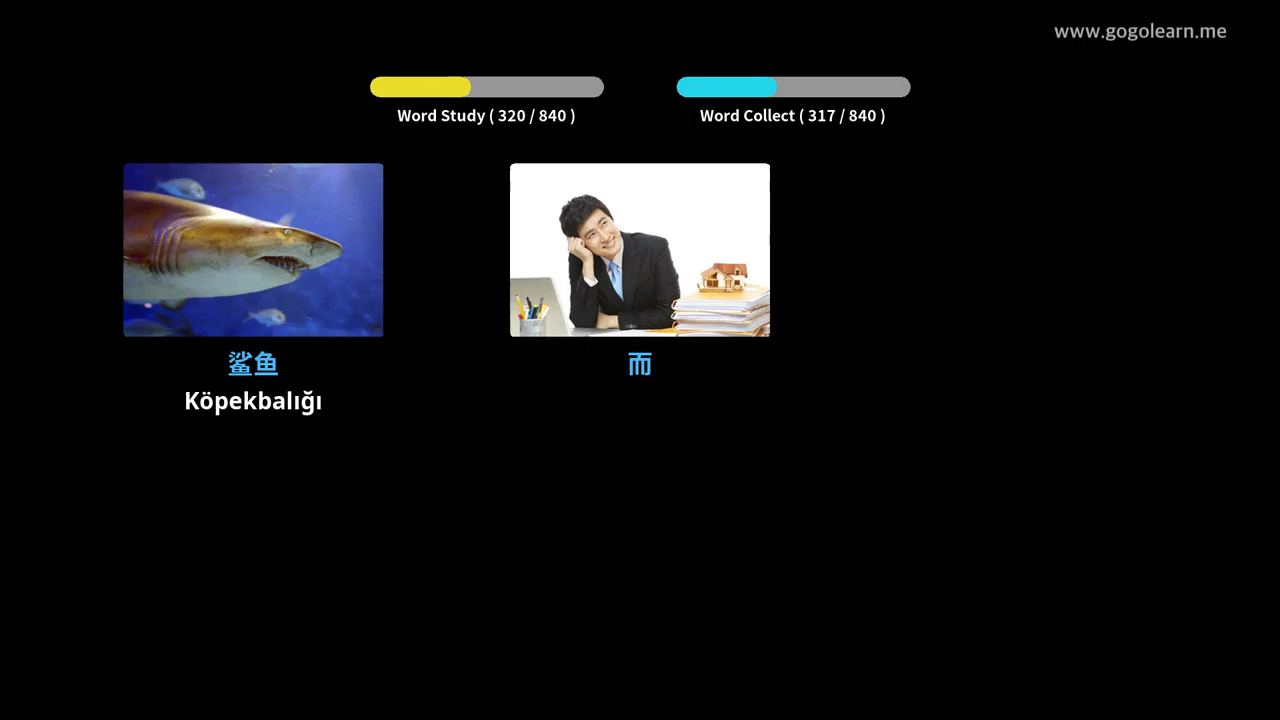 www.gogolearn.me
Word Study ( 320 / 840 )
Word Collect ( 317 / 840 )
鲨鱼
而
Köpekbalığı